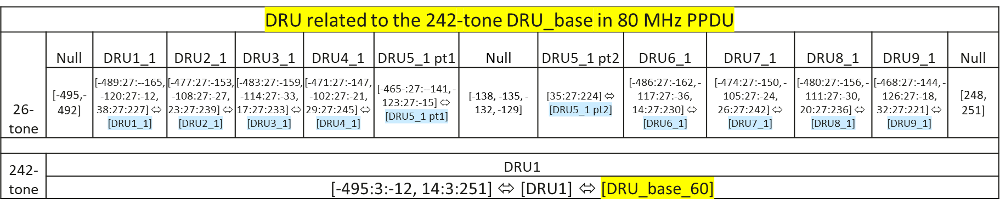 DRU related to the 242-tone DRU_base in 80 MHz PPDU
26-
tone
Null
DRU1_1
DRU2_1
DRU3_1
DRU4_1
DRU5_1 pt1
Null
DRU5_1 pt2
DRU6_1
DRU7_1
DRU8_1
DRU9_1
Null
[-495,-
492]
[-489:27:--165,
-120:27:-12,
38:27:227] ⬄
[DRU1_1]
[-477:27:-153,
-108:27:-27,
23:27:239] ⬄
[DRU2_1]
[-483:27:-159,
-114:27:-33,
17:27:233] ⬄
[DRU3_1]
[-471:27:-147,
-102:27:-21,
29:27:245] ⬄
[DRU4_1]
[-465-:27:--141, -
123:27:-15] ⬄
[DRU5_1 pt1]
[-138, -135, -
132, -129]
[35:27:224] ⬄
[DRU5_1 pt2]
[-486:27:-162, -
117:27:-36,
14:27:230] ⬄
[DRU6_1]
[-474:27:-150, -
105:27:-24,
26:27:242] ⬄
[DRU7_1]
[-480:27:-156, -
111:27:-30,
20:27:236] ⬄
[DRU8_1]
[-468:27:-144, -
126:27:-18,
32:27:221] ⬄
[DRU9_1]
[248,
251]
242-
tone
DRU1
[-495:3:-12, 14:3:251] ⬄ [DRU1] ⬄ [DRU_base_60]